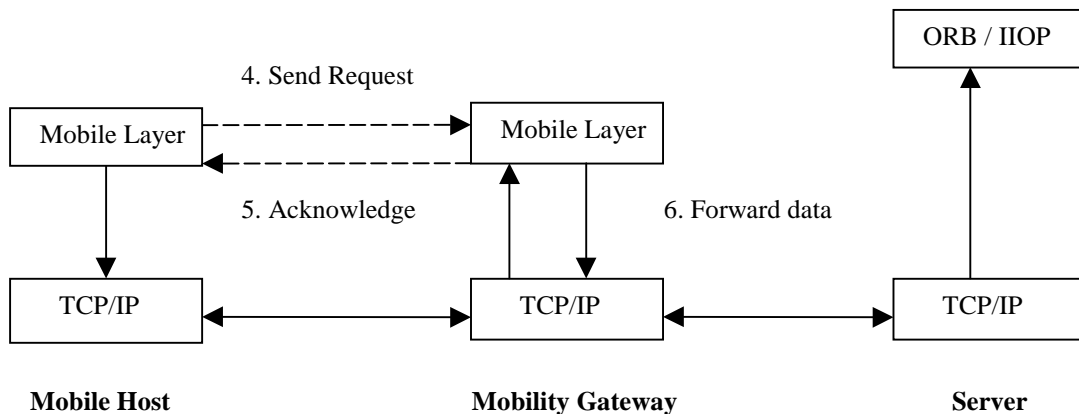 ORB / IIOP
4. Send Request
Mobile Layer
Mobile Layer
5. Acknowledge
6. Forward data
TCP/IP
TCP/IP
TCP/IP
Mobile Host
Mobility Gateway
Server